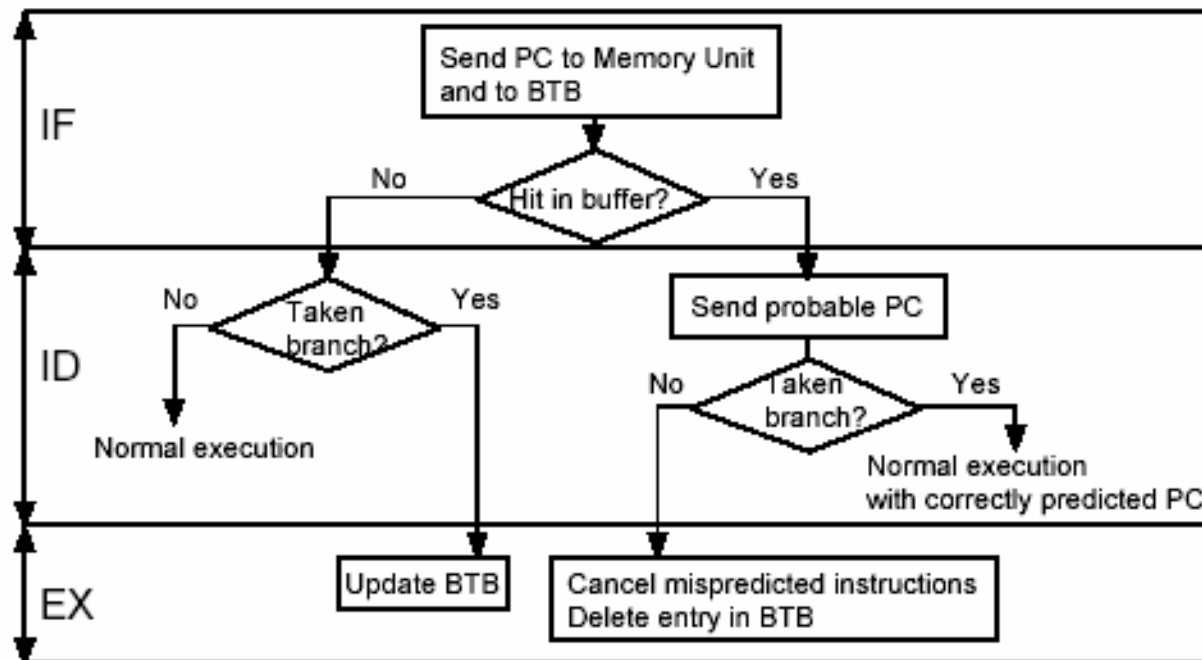 IF
Send PC to Memory Unit
and to BTB
No
Hit in buffer?
Yes
ID
No
Taken
branch?
Yes
Normal execution
Send probable PC
No
Taken
branch?
Yes
Normal execution
with correctly predicted PC
EX
Update BTB
Cancel mispredicted instructions
Delete entry in BTB